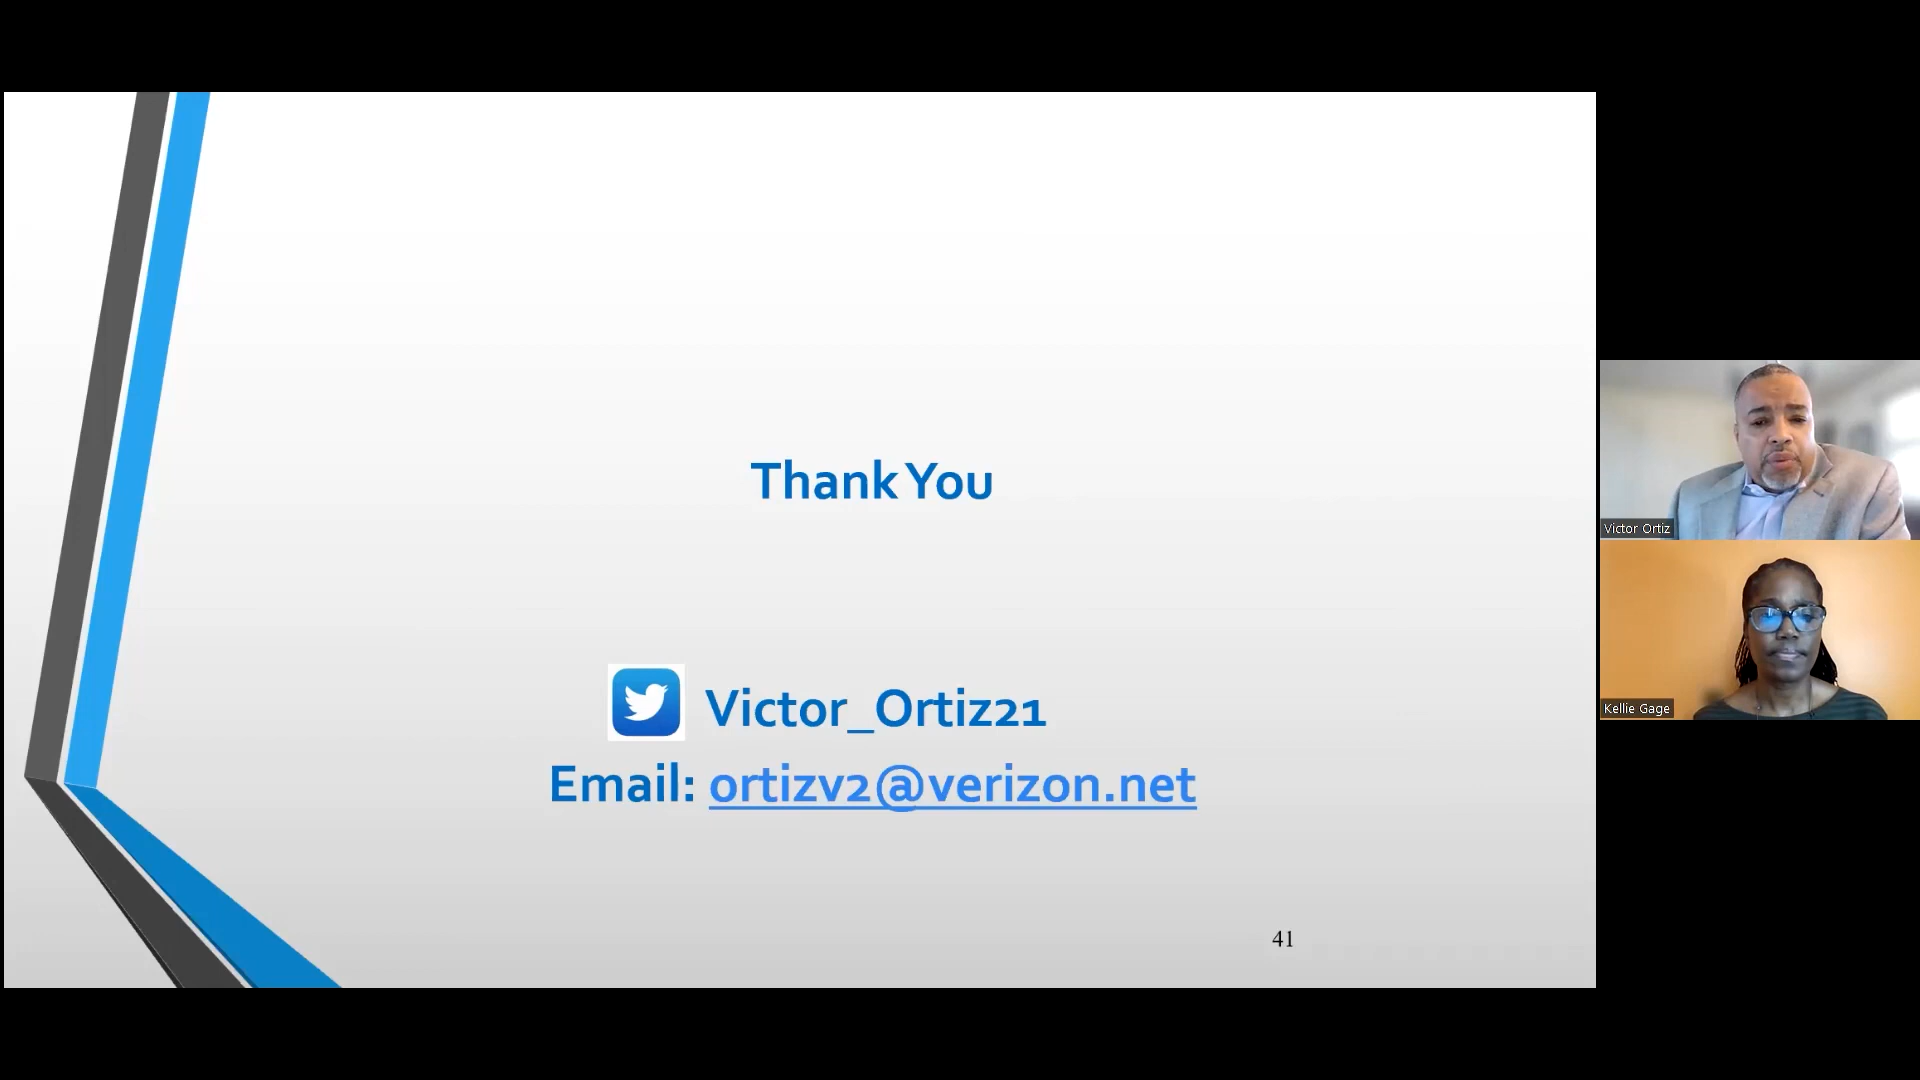 Thank You
Victor_Ortiz21
Email: ortizv2@verizon.net
41
Victor Ortiz
Kellie Gage